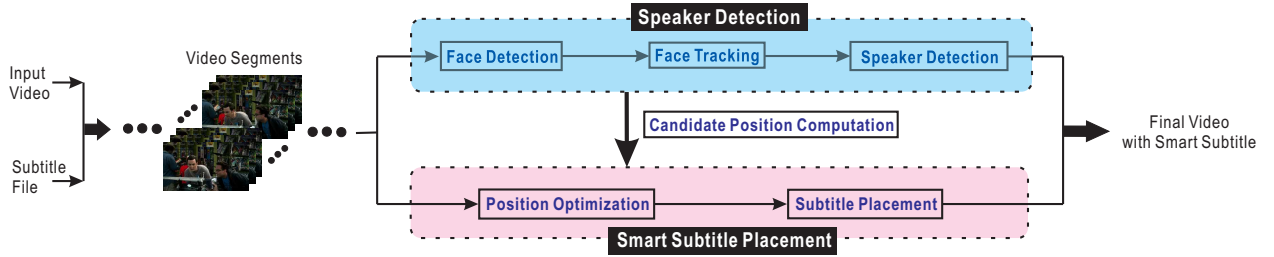 Speaker Detection
Input
Video
Video Segments
Face Detection
Face Tracking
Speaker Detection
Candidate Position Computation
Final Video
with Smart Subtitle
Subtitle
File
Position Optimization
Subtitle Placement
Smart Subtitle Placement